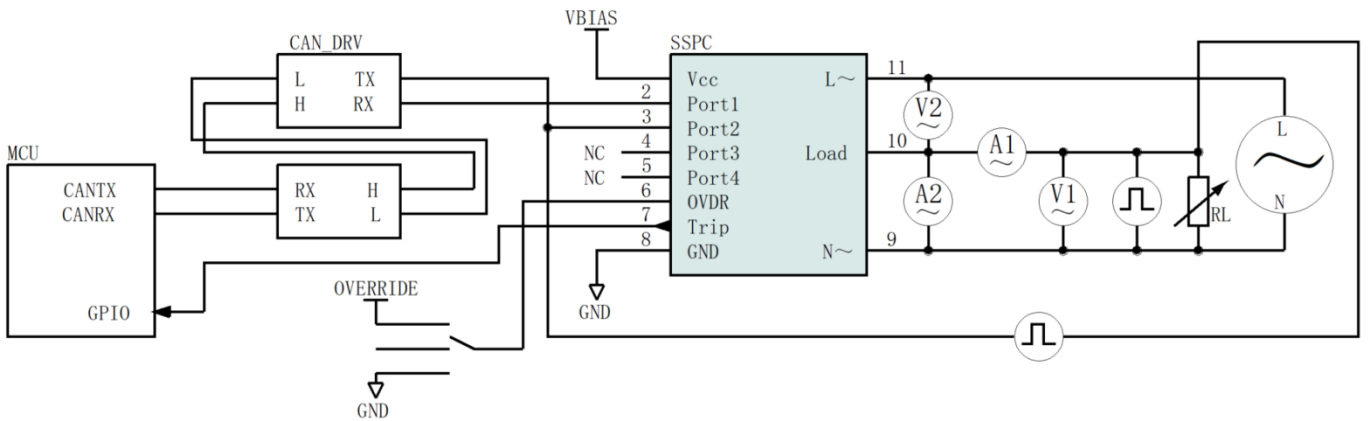 VBIAS
CAN_DRV
SSPC
L TX
H RX
Vcc
2 Port1
3 Port2
NC 4 Port3
NC 5 Port4
6 OVDR
7 Trip
8 GND
L~ 11
Load 10
N~ 9
V2
~
A1
~
A2
~
V1
~
RL
L
N
MCU
CANTX
CANRX
GPIO
RX H
TX L
GND
OVERRIDE
GND